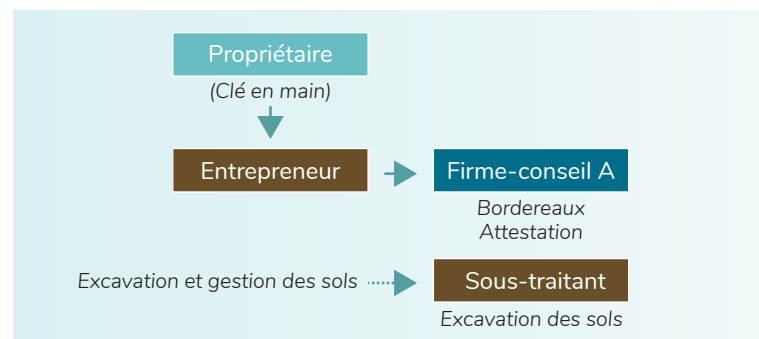 Propriétaire
(Clé en main)
Entrepreneur
Firme-conseil A
Bordereaux
Attestation
Excavation et gestion des sols
Sous-traitant
Excavation des sols